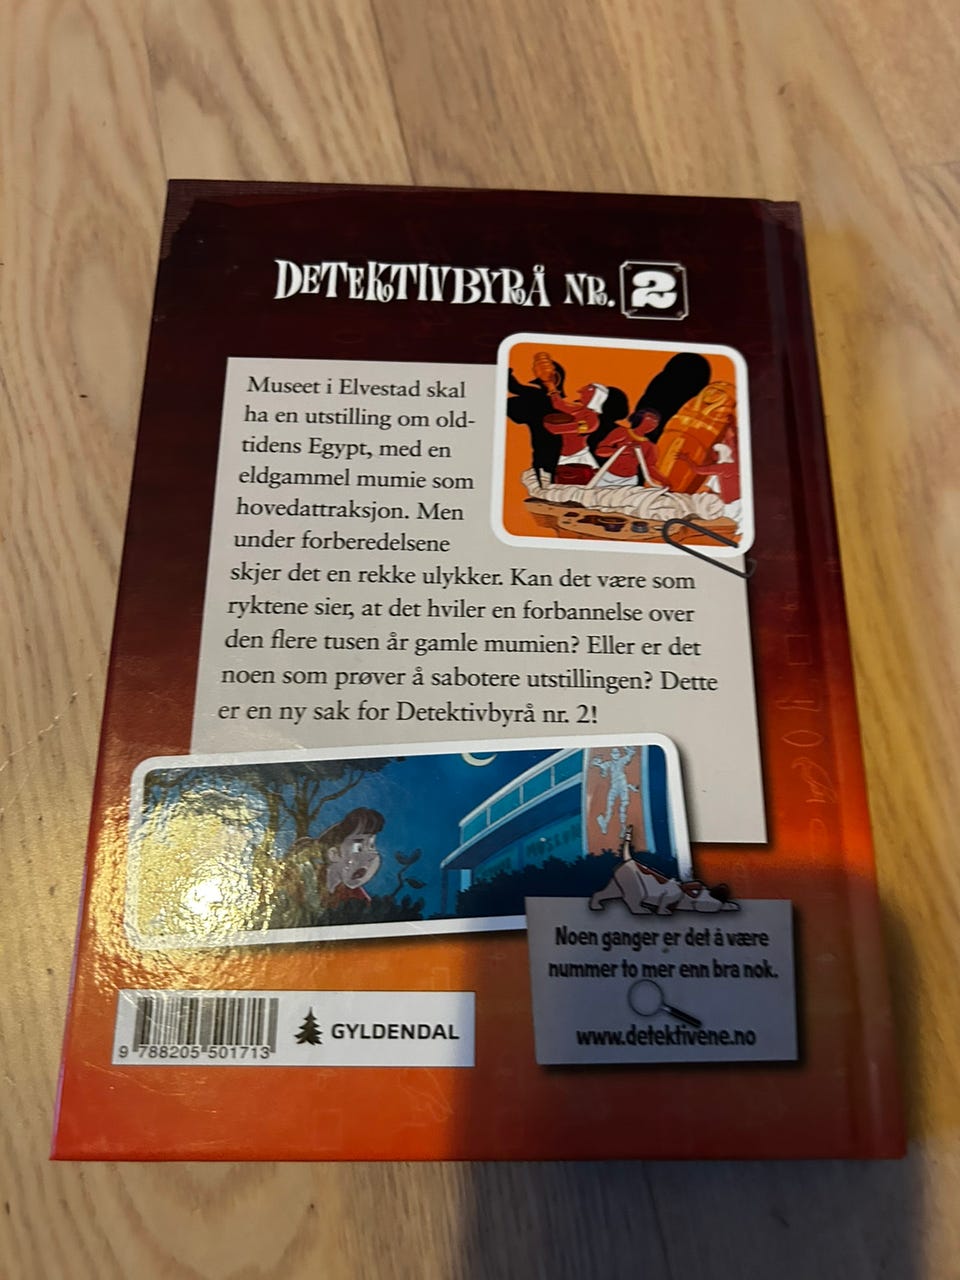 DETEKTIVBYRÅ NR. 2
Museet i Elvestad skal
ha en utstilling om old-
tidens Egypt, med en
eldgammel mumie som
hovedattraksjon. Men
under forberedelsene
skjer det en rekke ulykker. Kan det være som
ryktene sier, at det hviler en forbannelse over
den flere tusen år gamle mumien? Eller er det
noen som prøver å sabotere utstillingen? Dette
er en ny sak for Detektivbyrå nr. 2!
MUSEUM
Noen ganger er det å være
nummer to mer enn bra nok.
www.detektivene.no
GYLDENDAL
9 788205 501713